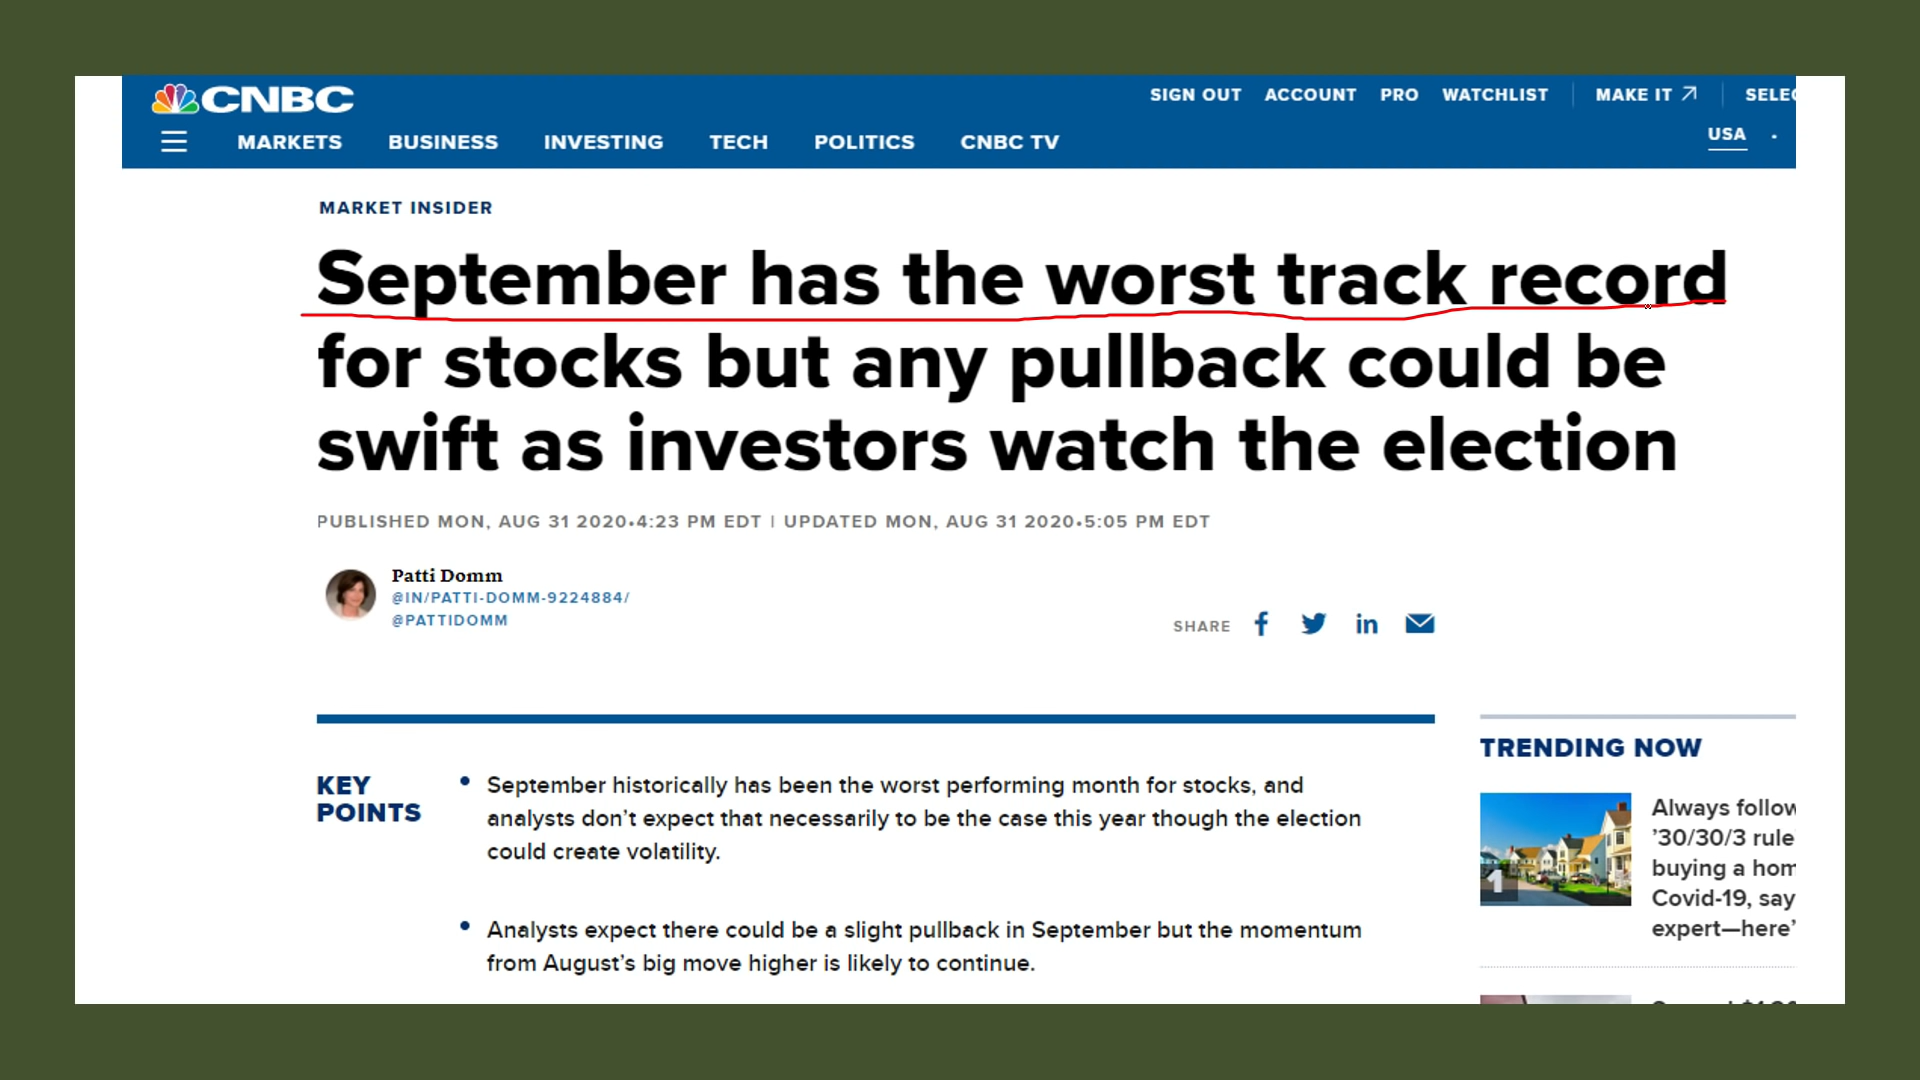 CNBC
SIGN OUT ACCOUNT PRO WATCHLIST MAKE IT SELEC
MARKETS BUSINESS INVESTING TECH POLITICS CNBC TV
USA
MARKET INSIDER
September has the worst track record
for stocks but any pullback could be
swift as investors watch the election
PUBLISHED MON, AUG 31 2020•4:23 PM EDT | UPDATED MON, AUG 31 2020•5:05 PM EDT
Patti Domm
@IN/PATTI-DOMM-9224884/
@PATTIDOMM
SHARE
KEY
POINTS
• September historically has been the worst performing month for stocks, and
analysts don’t expect that necessarily to be the case this year though the election
could create volatility.
• Analysts expect there could be a slight pullback in September but the momentum
from August’s big move higher is likely to continue.
TRENDING NOW
1
Always follow
’30/30/3 rule’
buying a hom
Covid-19, say
expert—here’